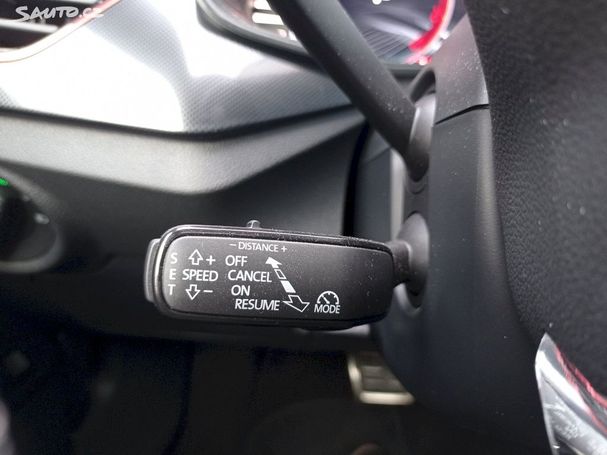 SAUTO.CZ
– DISTANCE +
S + OFF
E SPEED CANCEL
T – ON
RESUME
MODE